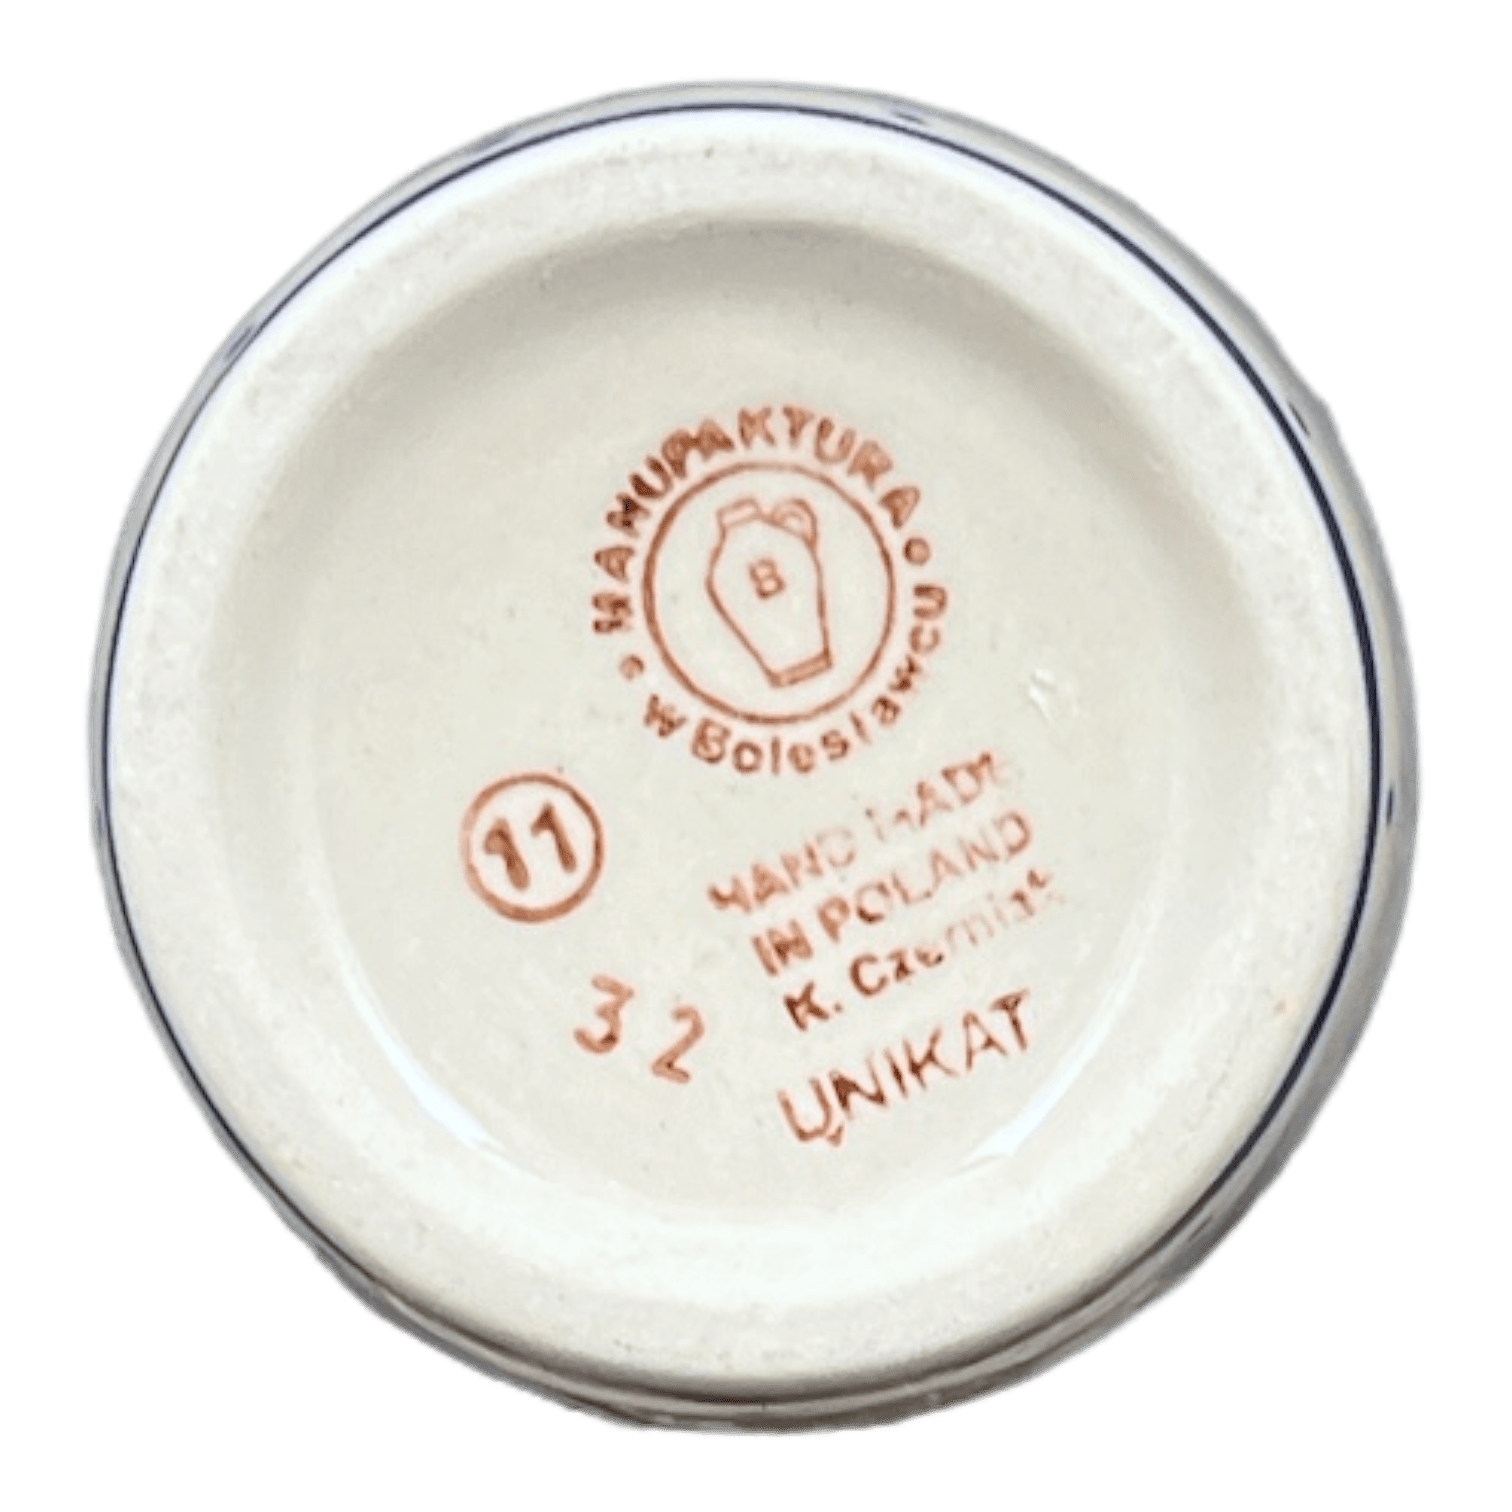 MANUFAKTURA
w Bolesławcu
B
11
HAND MADE
IN POLAND
K. Czerniak
32
UNIKAT